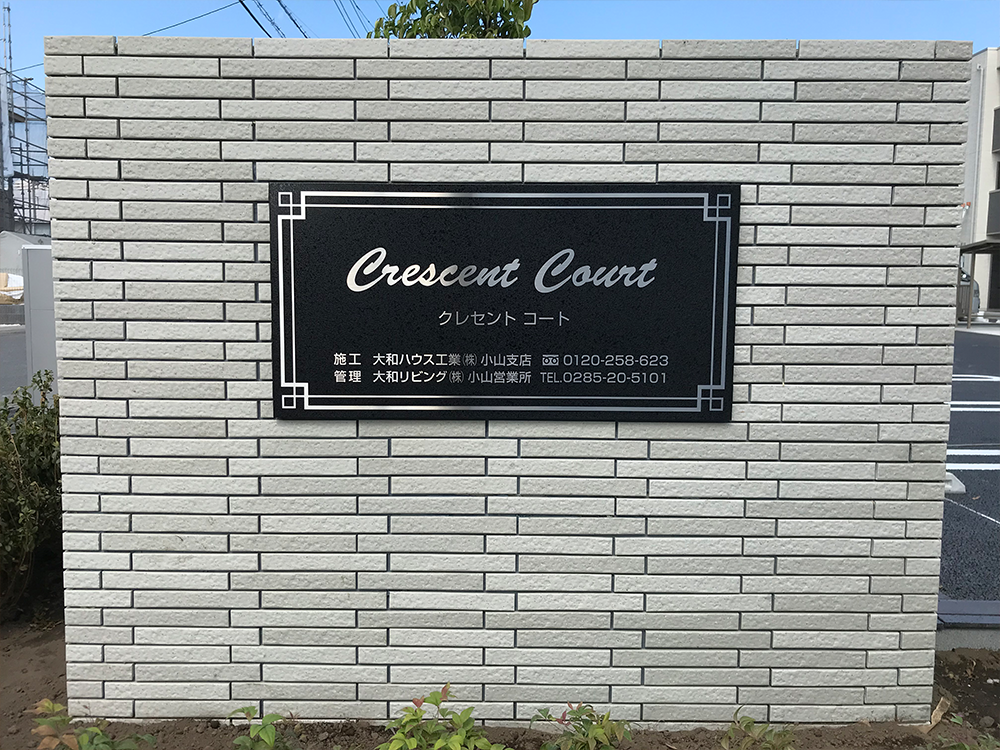 Crescent Court
クレセント コート
施工 大和ハウス工業㈱ 小山支店 0120-258-623
管理 大和リビング㈱ 小山営業所 TEL.0285-20-5101